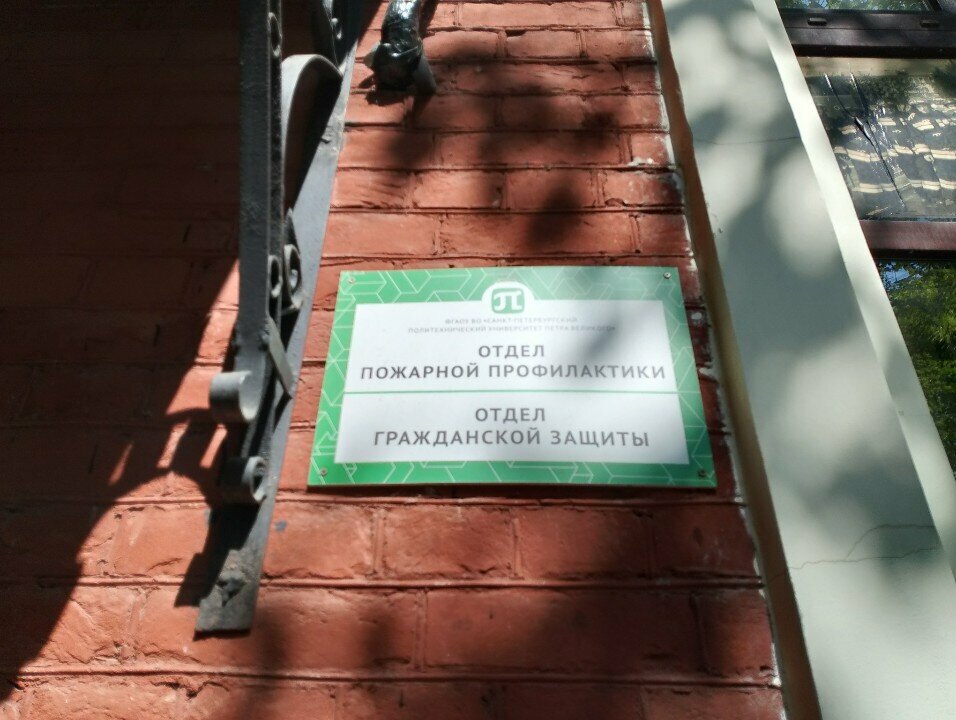 ФГАОУ ВО «САНКТ-ПЕТЕРБУРГСКИЙ
ПОЛИТЕХНИЧЕСКИЙ УНИВЕРСИТЕТ ПЕТРА ВЕЛИКОГО»
ОТДЕЛ
ПОЖАРНОЙ ПРОФИЛАКТИКИ
ОТДЕЛ
ГРАЖДАНСКОЙ ЗАЩИТЫ